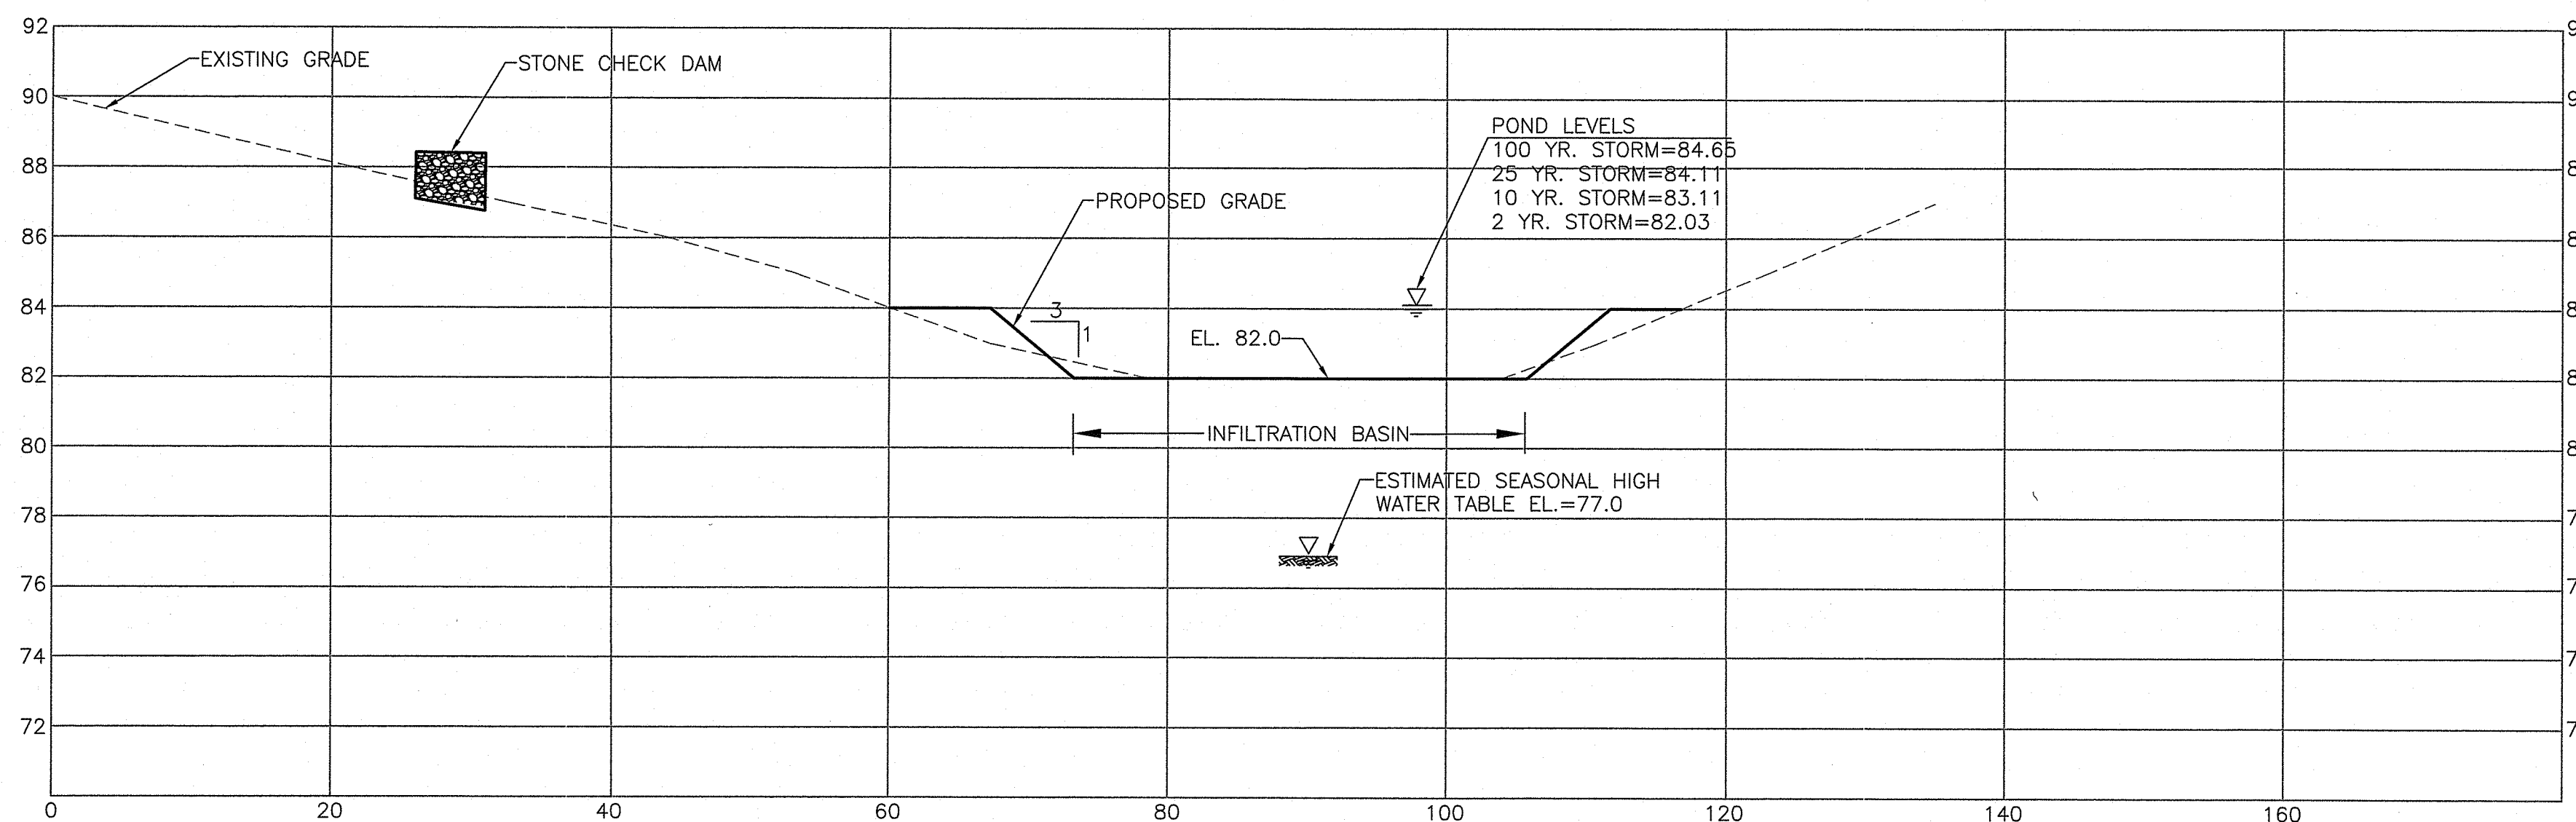 92
EXISTING GRADE
STONE CHECK DAM
90
POND LEVELS
100 YR. STORM=84.65
25 YR. STORM=84.11
10 YR. STORM=83.11
2 YR. STORM=82.03
88
PROPOSED GRADE
86
84
3
1
EL. 82.0
82
INFILTRATION BASIN
80
ESTIMATED SEASONAL HIGH
WATER TABLE EL.=77.0
78
76
74
72
0 20 40 60 80 100 120 140 160